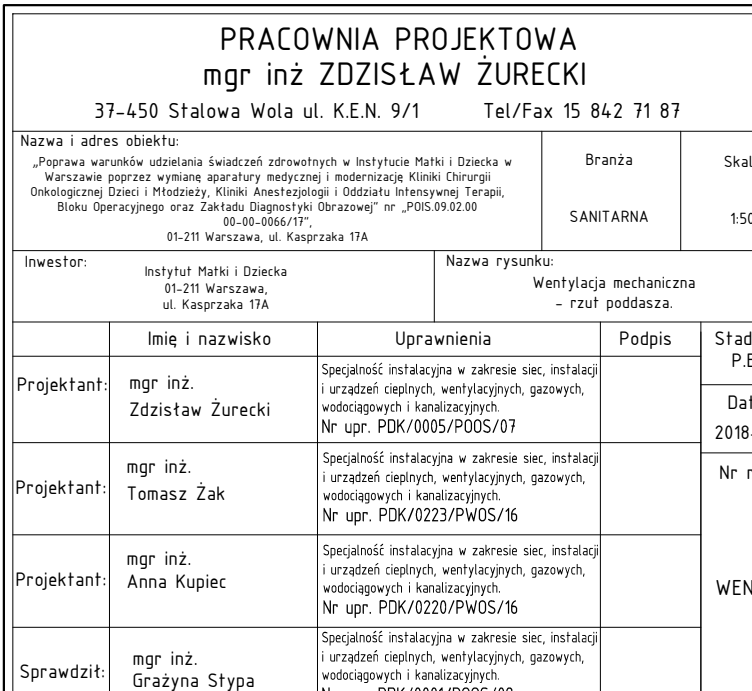 PRACOWNIA PROJEKTOWA
mgr inż ZDZISŁAW ŻURECKI
37-450 Stalowa Wola ul. K.E.N. 9/1 Tel/Fax 15 842 71 87
Nazwa i adres obiektu:
„Poprawa warunków udzielania świadczeń zdrowotnych w Instytucie Matki i Dziecka w
Warszawie poprzez wymianę aparatury medycznej i modernizację Kliniki Chirurgii
Onkologicznej Dzieci i Młodzieży, Kliniki Anestezjologii i Oddziału Intensywnej Terapii,
Bloku Operacyjnego oraz Zakładu Diagnostyki Obrazowej" nr „POIS.09.02.00
00-00-0066/17",
01-211 Warszawa, ul. Kasprzaka 17A
Branża
SANITARNA
Skal
1:50
Inwestor:
Instytut Matki i Dziecka
01-211 Warszawa,
ul. Kasprzaka 17A
Nazwa rysunku:
Wentylacja mechaniczna
- rzut poddasza.
Imię i nazwisko Uprawnienia Podpis
Projektant:
mgr inż.
Zdzisław Żurecki
Specjalność instalacyjna w zakresie siec, instalacji
i urządzeń cieplnych, wentylacyjnych, gazowych,
wodociągowych i kanalizacyjnych.
Nr upr. PDK/0005/POOS/07
Projektant:
mgr inż.
Tomasz Żak
Specjalność instalacyjna w zakresie siec, instalacji
i urządzeń cieplnych, wentylacyjnych, gazowych,
wodociągowych i kanalizacyjnych.
Nr upr. PDK/0223/PWOS/16
Projektant:
mgr inż.
Anna Kupiec
Specjalność instalacyjna w zakresie siec, instalacji
i urządzeń cieplnych, wentylacyjnych, gazowych,
wodociągowych i kanalizacyjnych.
Nr upr. PDK/0220/PWOS/16
Sprawdził:
mgr inż.
Grażyna Stypa
Specjalność instalacyjna w zakresie siec, instalacji
i urządzeń cieplnych, wentylacyjnych, gazowych,
wodociągowych i kanalizacyjnych.
Stad
P.B
Dat
2018-
Nr r
WEN